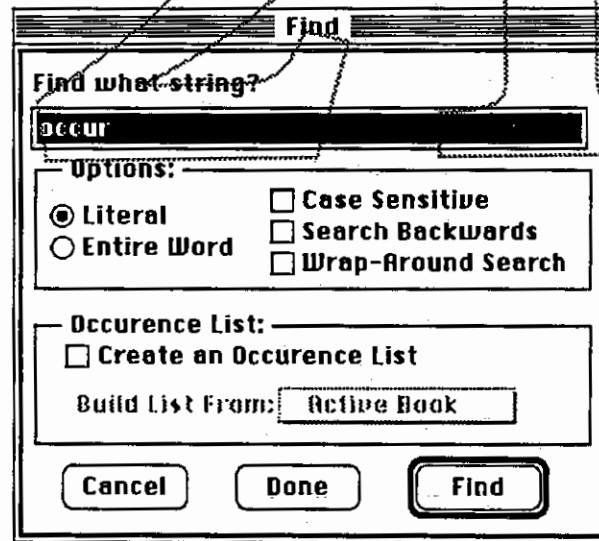 Find
Find what string?
occur
Options:
Literal
Entire Word
Case Sensitive
Search Backwards
Wrap-Around Search
Occurence List:
Create an Occurence List
Build List From: Active Book
Cancel Done Find